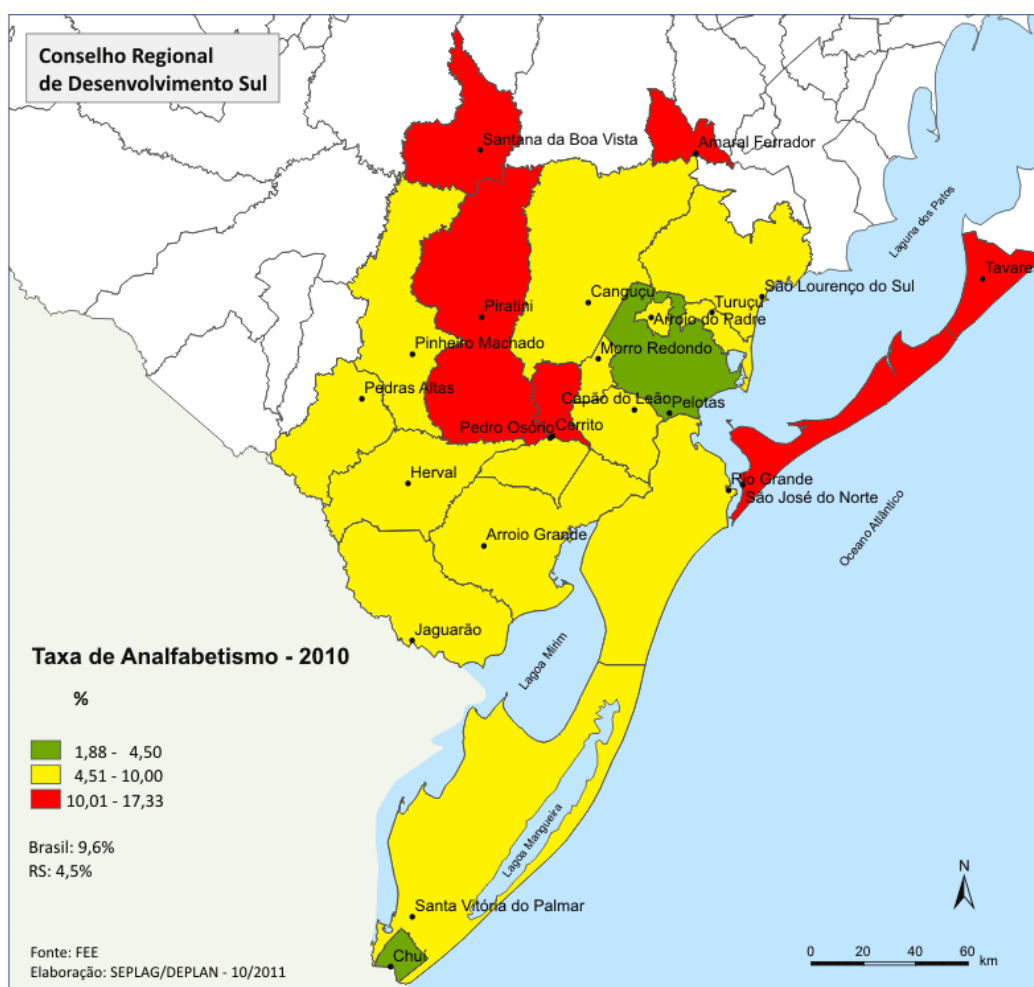 Conselho Regional
de Desenvolvimento Sul
Santana da Boa Vista
Amaral Ferrador
Laguna dos Patos
Tavares
Canguçu
São Lourenço do Sul
Turuçu
Piratini
Arroio do Padre
Pinheiro Machado
Morro Redondo
Pedras Altas
Capão do Leão
Pelotas
Pedro Osório
Cerrito
Herval
Rio Grande
São José do Norte
Oceano Atlântico
Arroio Grande
Jaguarão
Lagoa Mirim
Lagoa Mangueira
Santa Vitória do Palmar
Chuí
Taxa de Analfabetismo - 2010
%
1,88 - 4,50
4,51 - 10,00
10,01 - 17,33
Brasil: 9,6%
RS: 4,5%
Fonte: FEE
Elaboração: SEPLAG/DEPLAN - 10/2011
N
0 20 40 60
km